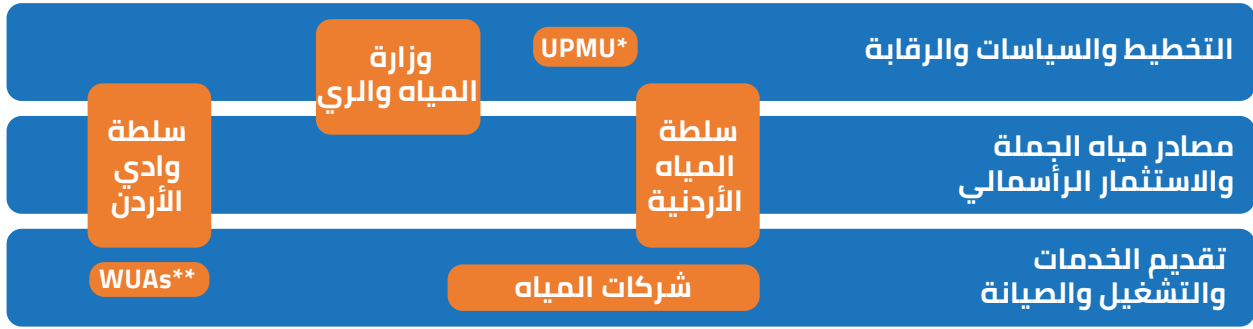 التخطيط والسياسات والرقابة
UPMU*
وزارة
المياه والري
مصادر مياه الجملة
والاستثمار الرأسمالي
سلطة
المياه
الأردنية
سلطة
وادي
الأردن
تقديم الخدمات
والتشغيل والصيانة
شركات المياه
WUAs**